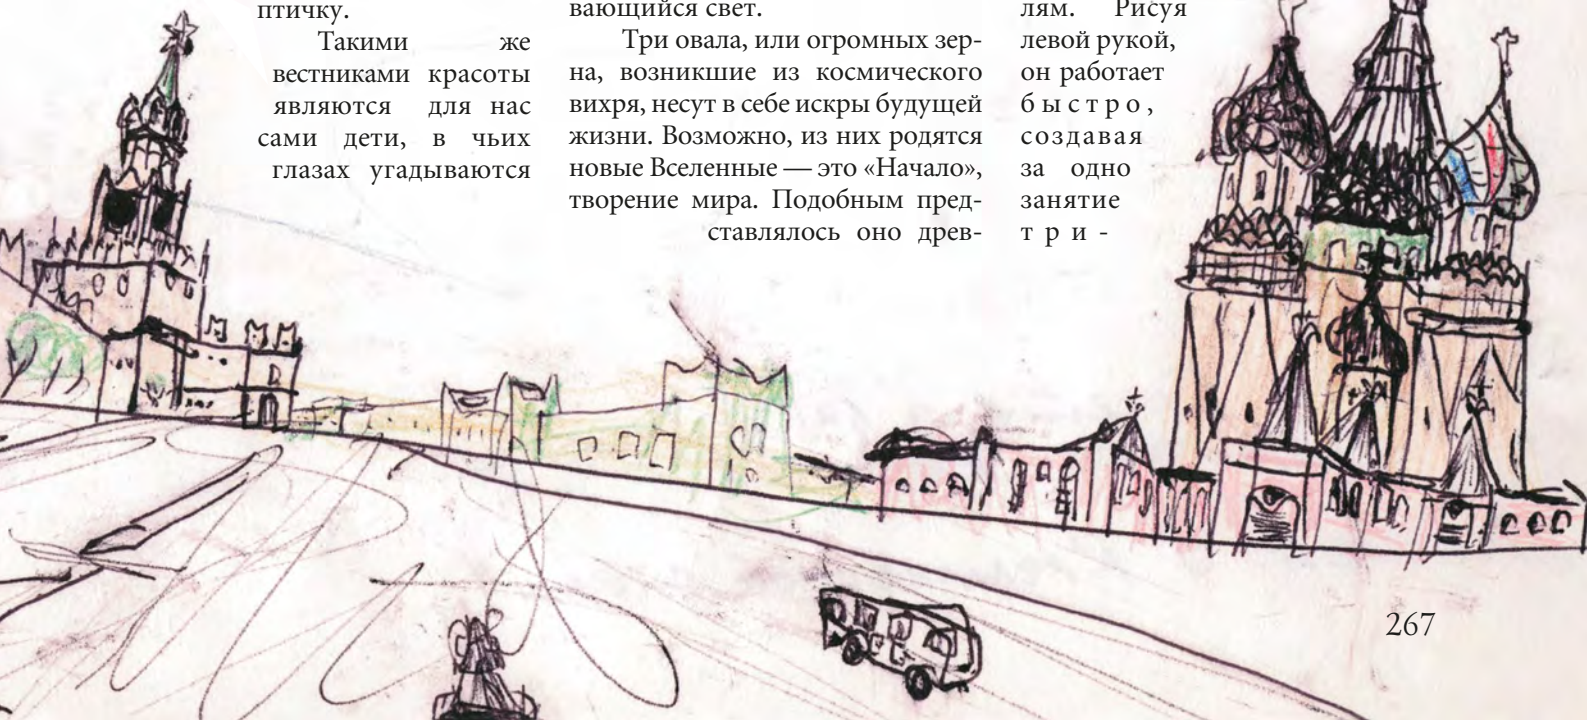 птичку.
Такими же
вестниками красоты
являются для нас
сами дети, в чьих
глазах угадываются
вающийся свет.
Три овала, или огромных зер-
на, возникшие из космического
вихря, несут в себе искры будущей
жизни. Возможно, из них родятся
новые Вселенные — это «Начало»,
творение мира. Подобным пред-
ставлялось оно древ-
лям. Рисуя
левой рукой,
он работает
быстро,
создавая
за одно
занятие
три-
267